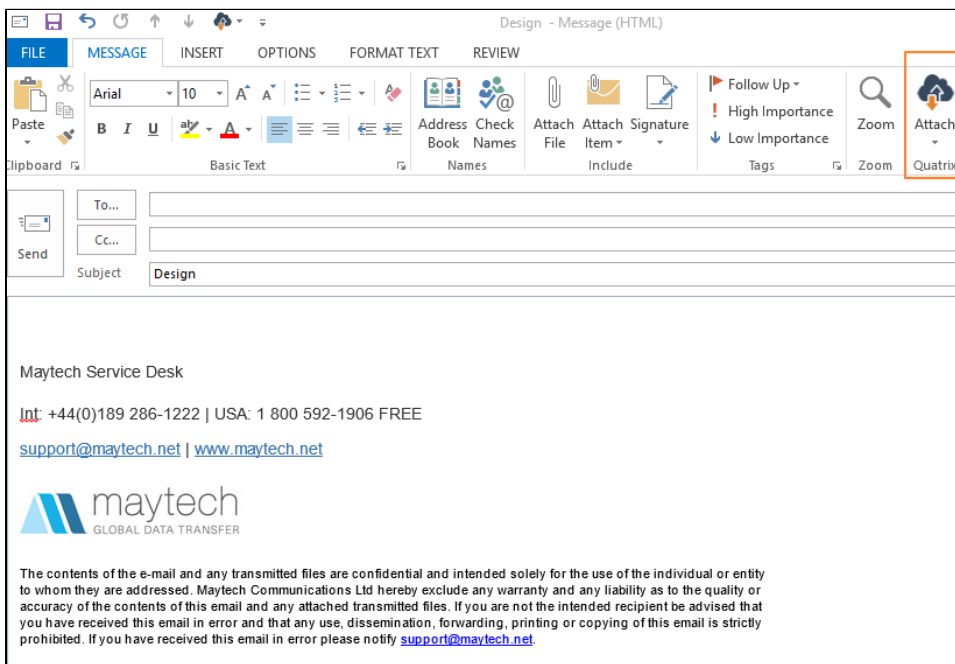 Design - Message (HTML)
FILE MESSAGE INSERT OPTIONS FORMAT TEXT REVIEW
Arial 10 A A
Follow Up
High Importance
Paste B I U aby A Address Check Attach Attach Signature Zoom Attach
Book Names File Item Low Importance
Clipboard Basic Text Names Include Tags Zoom Quatrix
To...
Cc...
Send
Subject Design
Maytech Service Desk
Int: +44(0)189 286-1222 | USA: 1 800 592-1906 FREE
support@maytech.net | www.maytech.net
maytech
GLOBAL DATA TRANSFER
The contents of the e-mail and any transmitted files are confidential and intended solely for the use of the individual or entity
to whom they are addressed. Maytech Communications Ltd hereby exclude any warranty and any liability as to the quality or
accuracy of the contents of this email and any attached transmitted files. If you are not the intended recipient be advised that
you have received this email in error and that any use, dissemination, forwarding, printing or copying of this email is strictly
prohibited. If you have received this email in error please notify support@maytech.net.